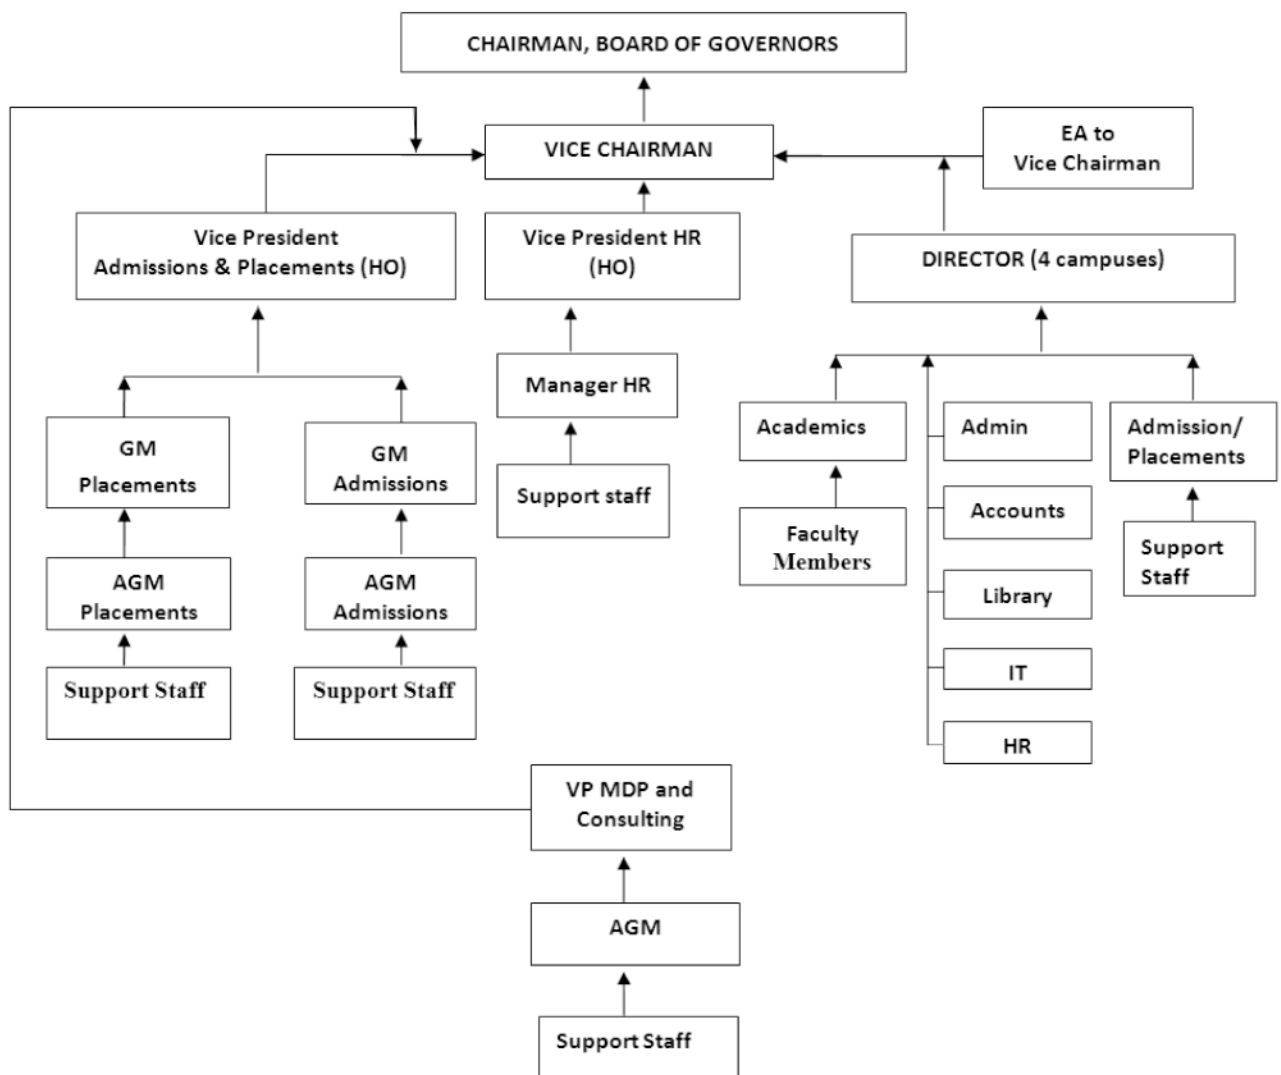 CHAIRMAN, BOARD OF GOVERNORS
VICE CHAIRMAN
EA to
Vice Chairman
Vice President
Admissions & Placements (HO)
Vice President HR
(HO)
DIRECTOR (4 campuses)
Manager HR
Support staff
GM
Placements
GM
Admissions
AGM
Placements
AGM
Admissions
Support Staff
Support Staff
Academics
Faculty
Members
Admin
Accounts
Library
IT
HR
Admission/
Placements
Support
Staff
VP MDP and
Consulting
AGM
Support Staff